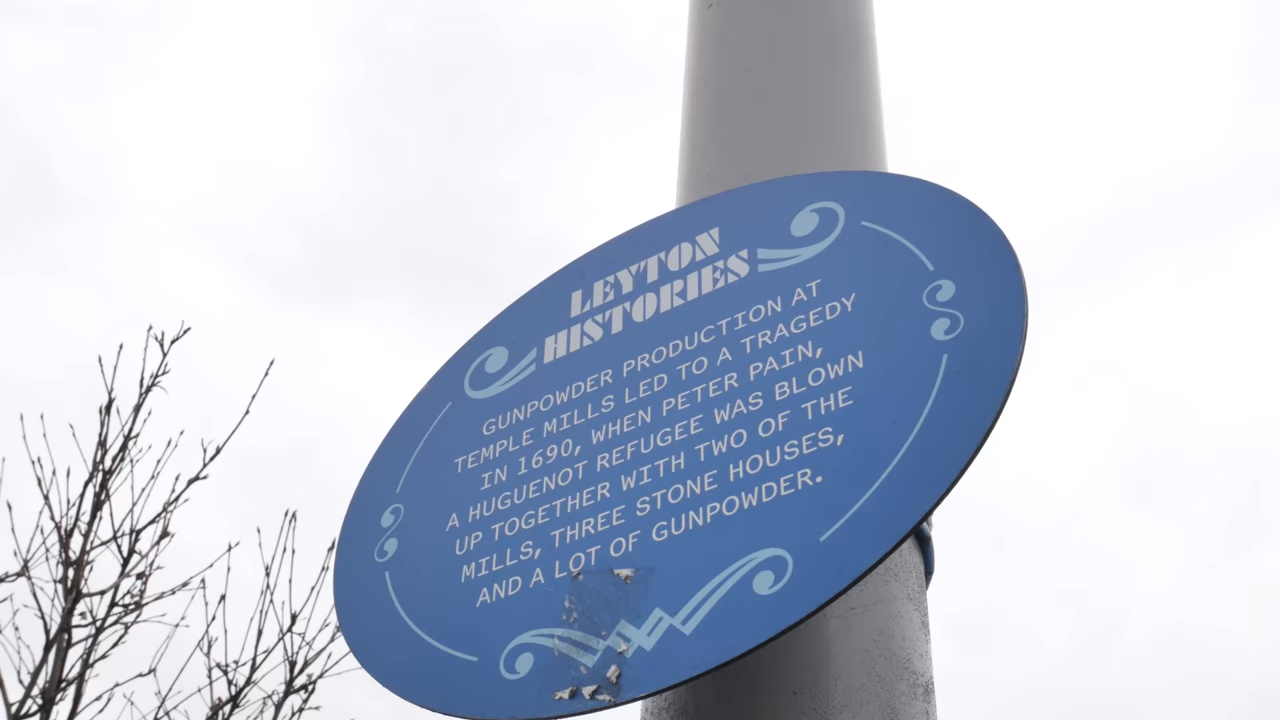 LEYTON
HISTORIES
GUNPOWDER PRODUCTION AT
TEMPLE MILLS LED TO A TRAGEDY
IN 1690, WHEN PETER PAIN,
A HUGUENOT REFUGEE WAS BLOWN
UP TOGETHER WITH TWO OF THE
MILLS, THREE STONE HOUSES,
AND A LOT OF GUNPOWDER.